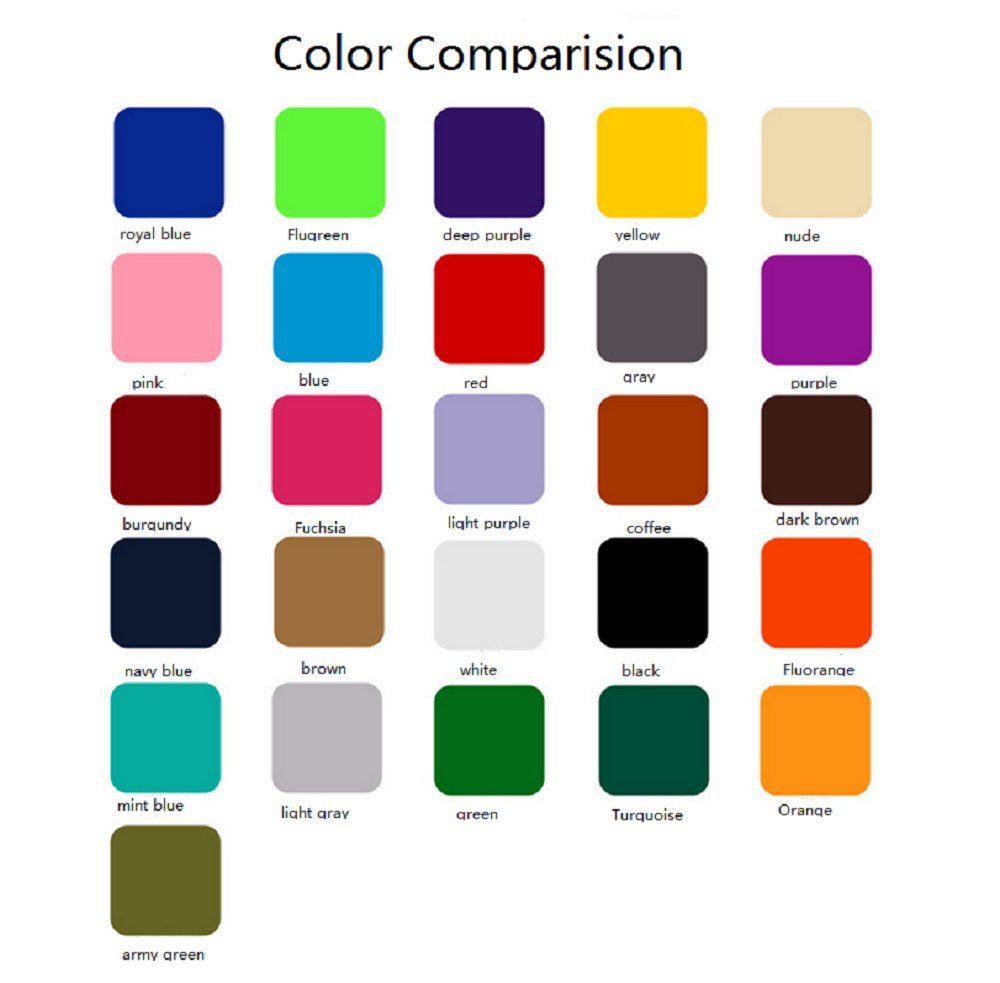 Color Comparision
royal blue
Flugreen
deep purple
yellow
nude
pink
blue
red
gray
purple
burgundy
Fuchsia
light purple
coffee
dark brown
navy blue
brown
white
black
Fluorange
mint blue
light gray
green
Turquoise
Orange
army green